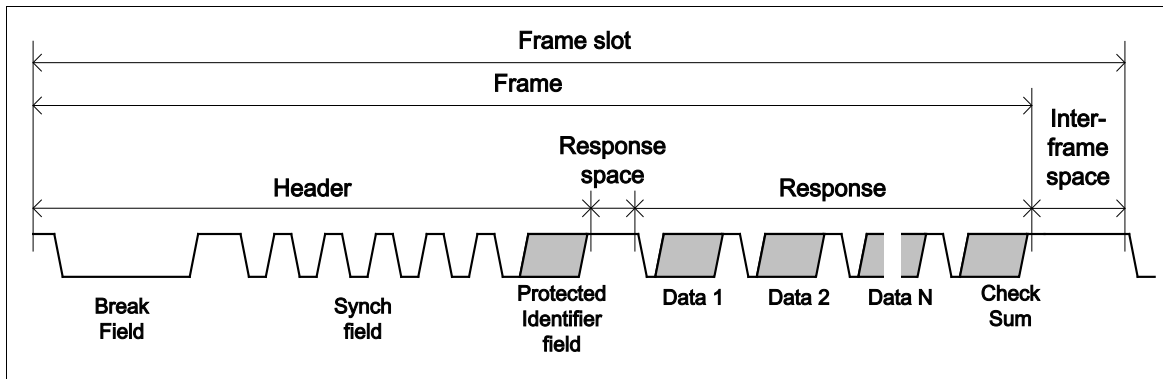 Frame slot
Frame
Inter-
frame
space
Response
space
Header
Response
Break
Field
Synch
field
Protected
Identifier
field
Data 1
Data 2
Data N
Check
Sum